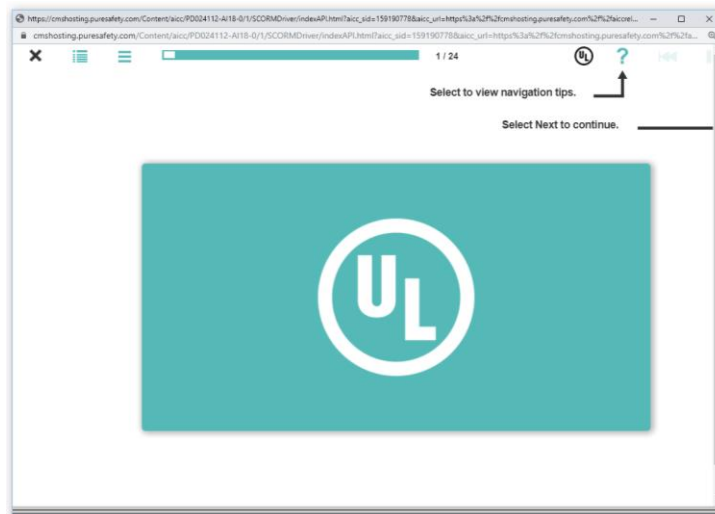 https://cmshosting.puresafety.com/Content/aicc/PD024112-AI18-0/1/SCORMDriver/indexAPI.html?aicc_sid=159190778&aicc_url=https%3a%2f%2fcmshosting.puresafety.com%2f%2faicorel...
cmshosting.puresafety.com/Content/aicc/PD024112-AI18-0/1/SCORMDriver/indexAPI.html?aicc_sid=159190778&aicc_url=https%3a%2f%2fcmshosting.puresafety.com%2f%2fa...
1 / 24
UL
?
Select to view navigation tips.
Select Next to continue.
UL